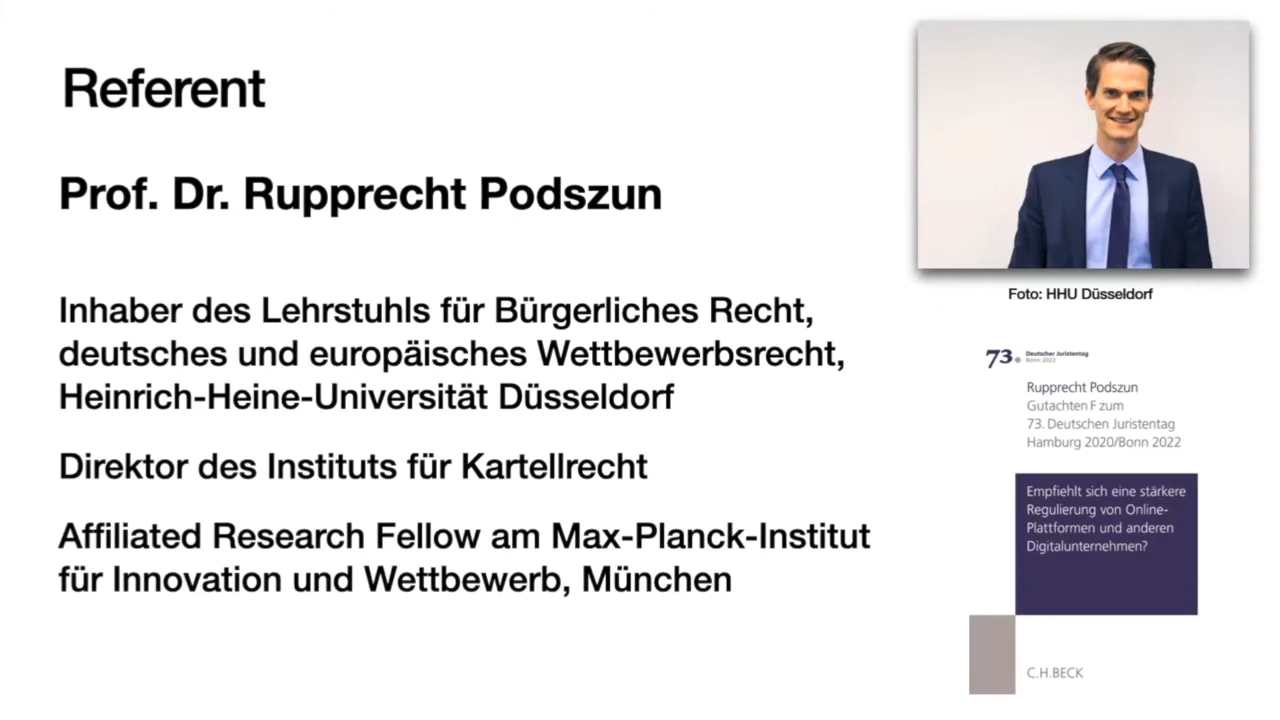 Referent
Prof. Dr. Rupprecht Podszun
Inhaber des Lehrstuhls für Bürgerliches Recht,
deutsches und europäisches Wettbewerbsrecht,
Heinrich-Heine-Universität Düsseldorf
Direktor des Instituts für Kartellrecht
Affiliated Research Fellow am Max-Planck-Institut
für Innovation und Wettbewerb, München
Foto: HHU Düsseldorf
73. Deutscher Juristentag
Bonn 2022
Rupprecht Podszun
Gutachten F zum
73. Deutschen Juristentag
Hamburg 2020/Bonn 2022
Empfiehlt sich eine stärkere
Regulierung von Online-
Plattformen und anderen
Digitalunternehmen?
C.H.BECK